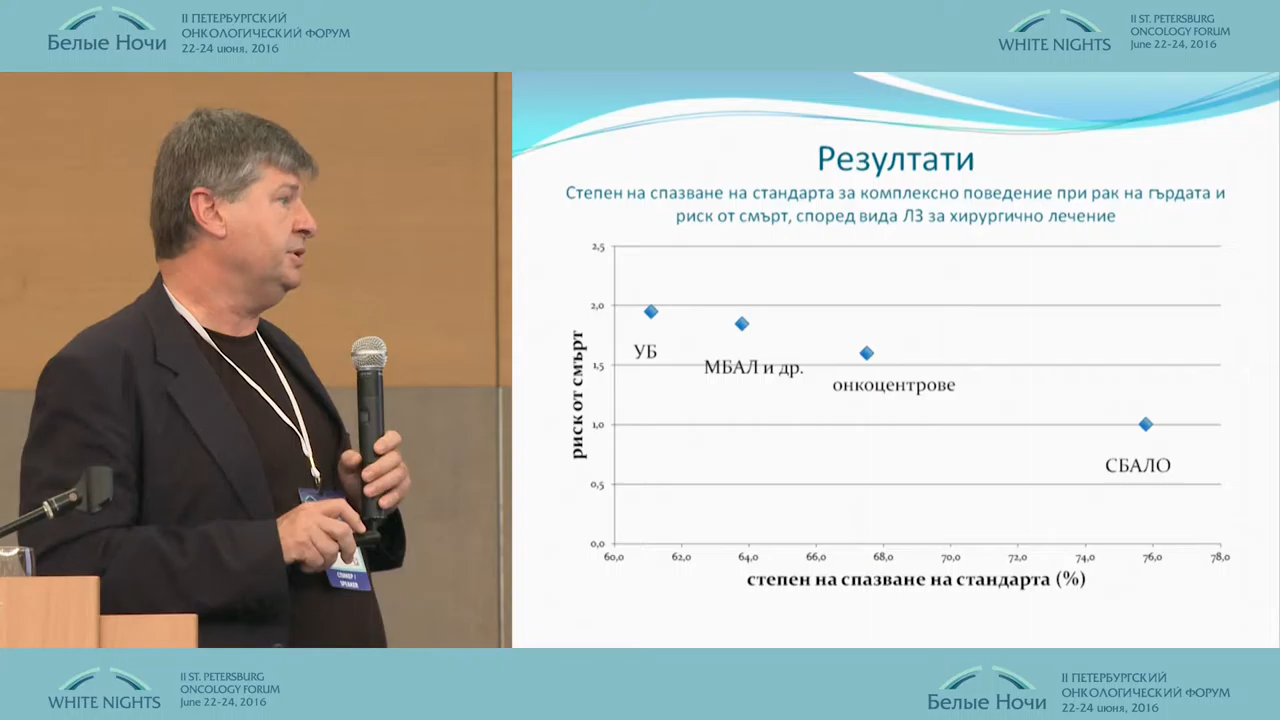 II ПЕТЕРБУРГСКИЙ
ОНКОЛОГИЧЕСКИЙ ФОРУМ
22-24 июня, 2016
Белые Ночи
II ST. PETERSBURG
ONCOLOGY FORUM
June 22-24, 2016
WHITE NIGHTS
Резултати
Степен на спазване на стандарта за комплексно поведение при рак на гърдата и
риск от смърт, според вида ЛЗ за хирургично лечение
2,5
2,0
1,5
1,0
0,5
0,0
риск от смърт
УБ
МБАЛ и др.
онкоцентрове
СБАЛО
60,0 62,0 64,0 66,0 68,0 70,0 72,0 74,0 76,0 78,0
степен на спазване на стандарта (%)
СПИКЕР /
SPEAKER
II ST. PETERSBURG
ONCOLOGY FORUM
June 22-24, 2016
WHITE NIGHTS
II ПЕТЕРБУРГСКИЙ
ОНКОЛОГИЧЕСКИЙ ФОРУМ
22-24 июня, 2016
Белые Ночи